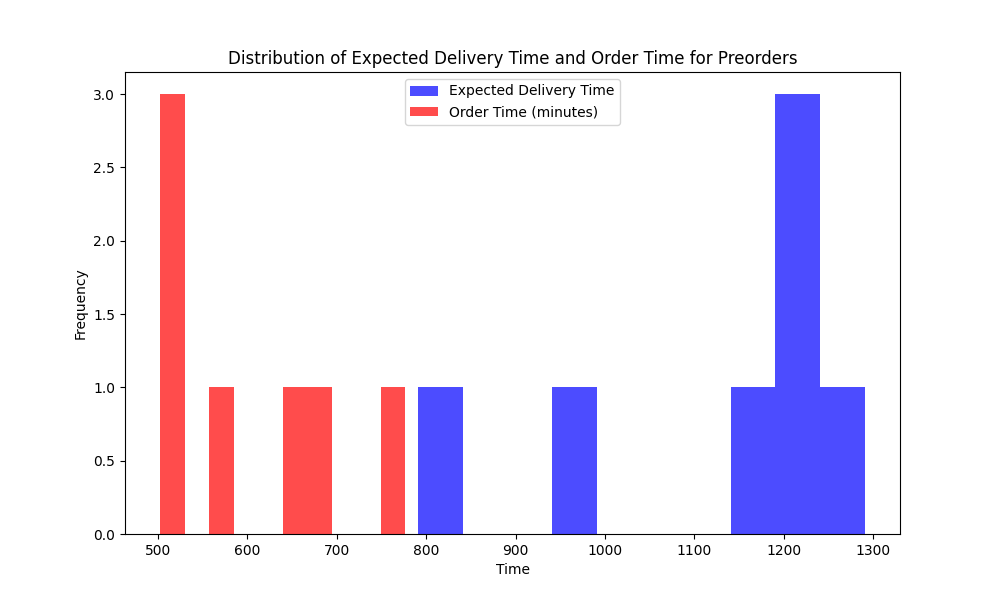 Distribution of Expected Delivery Time and Order Time for Preorders
Expected Delivery Time
Order Time (minutes)
Frequency
3.0
2.5
2.0
1.5
1.0
0.5
0.0
500 600 700 800 900 1000 1100 1200 1300
Time